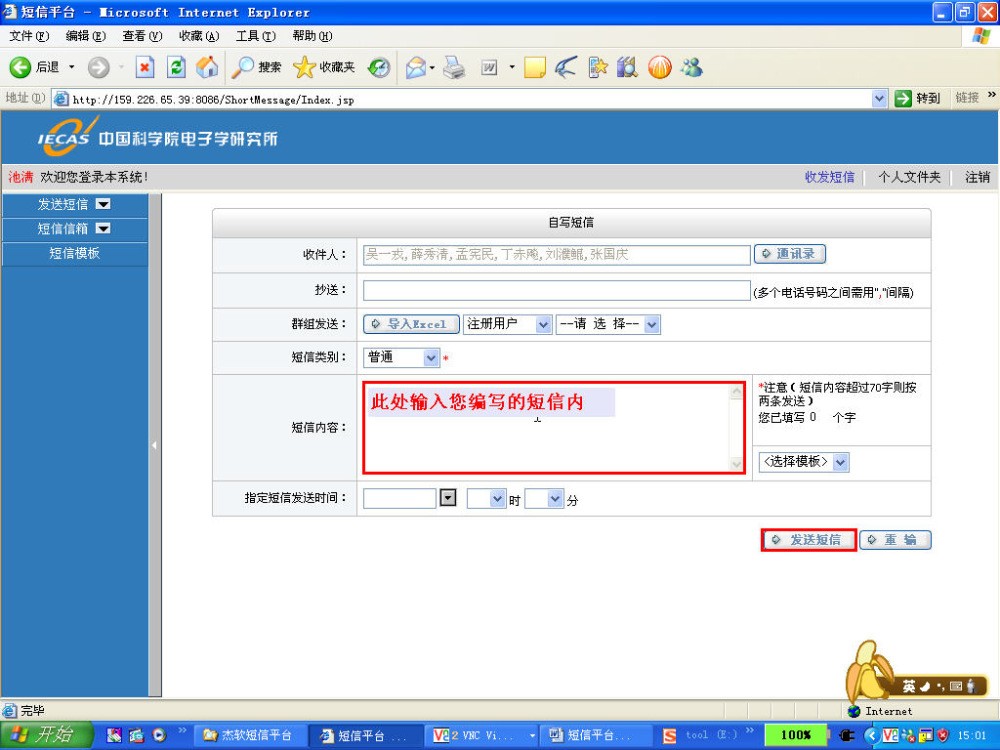 短信平台 - Microsoft Internet Explorer
文件(F) 编辑(E) 查看(V) 收藏(A) 工具(T) 帮助(H)
后退 搜索 收藏夹
地址(D) http://159.226.65.39:8086/ShortMessage/Index.jsp 转到 链接 »
IECAS 中国科学院电子学研究所
池满 欢迎您登录本系统! 收发短信 个人文件夹 注销
发送短信
短信信箱
短信模板
自写短信
收件人: 吴一戎,薛秀清,孟宪民,丁赤飚,刘濮鲲,张国庆 通讯录
抄送: (多个电话号码之间需用","间隔)
群组发送: 导入Excel 注册用户 --请 选 择--
短信类别: 普通 *
短信内容: 此处输入您编写的短信内
*注意(短信内容超过70字则按
两条发送)
您已填写 0 个字
<选择模板>
指定短信发送时间: 时 分
发送短信 重 输
英
完毕 Internet
开始 » 杰软短信平台 短信平台 ... 2 VNC Vi... 短信平台... tool (E:) » 100% 15:01